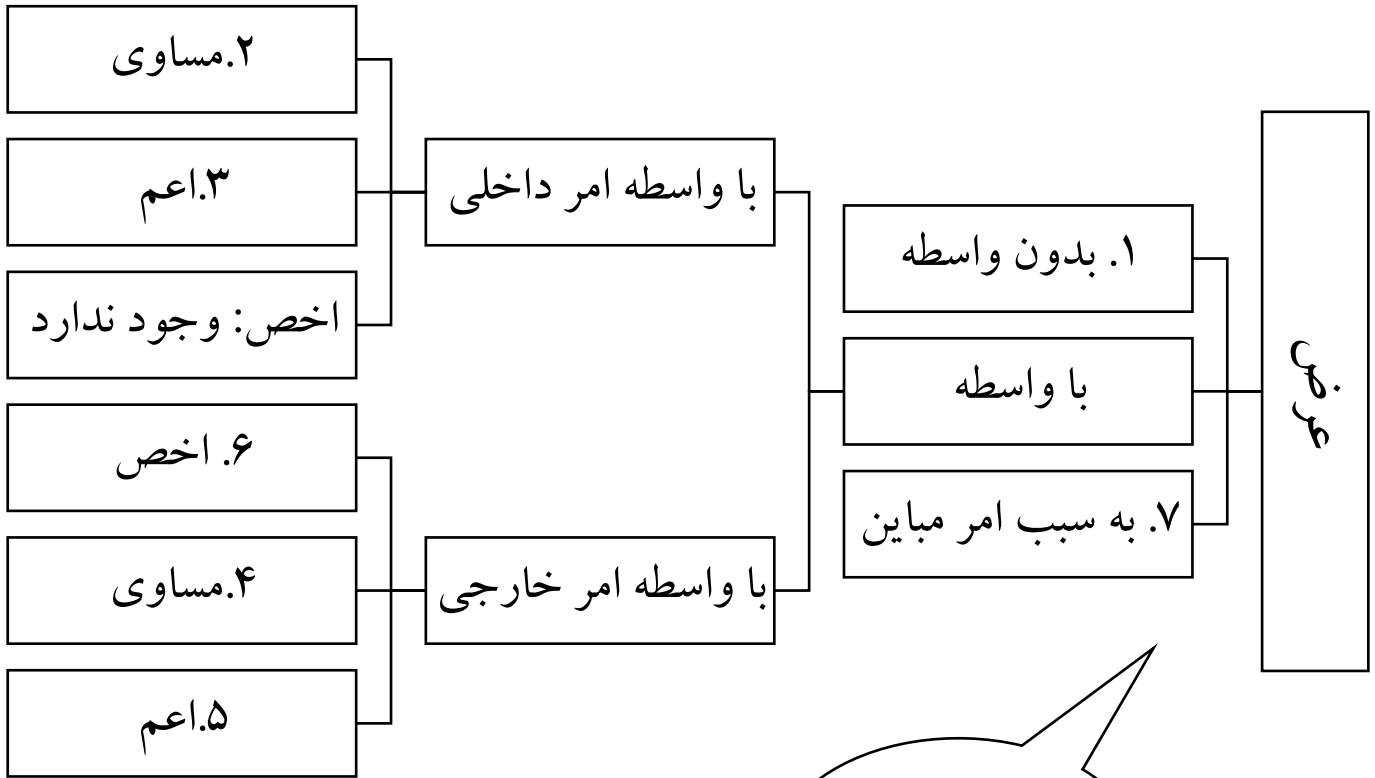 عرض
۱. بدون واسطه
با واسطه
۷. به سبب امر مباین
با واسطه امر داخلی
با واسطه امر خارجی
۲.مساوی
۳.اعم
اخص: وجود ندارد
۶. اخص
۴.مساوی
۵.اعم